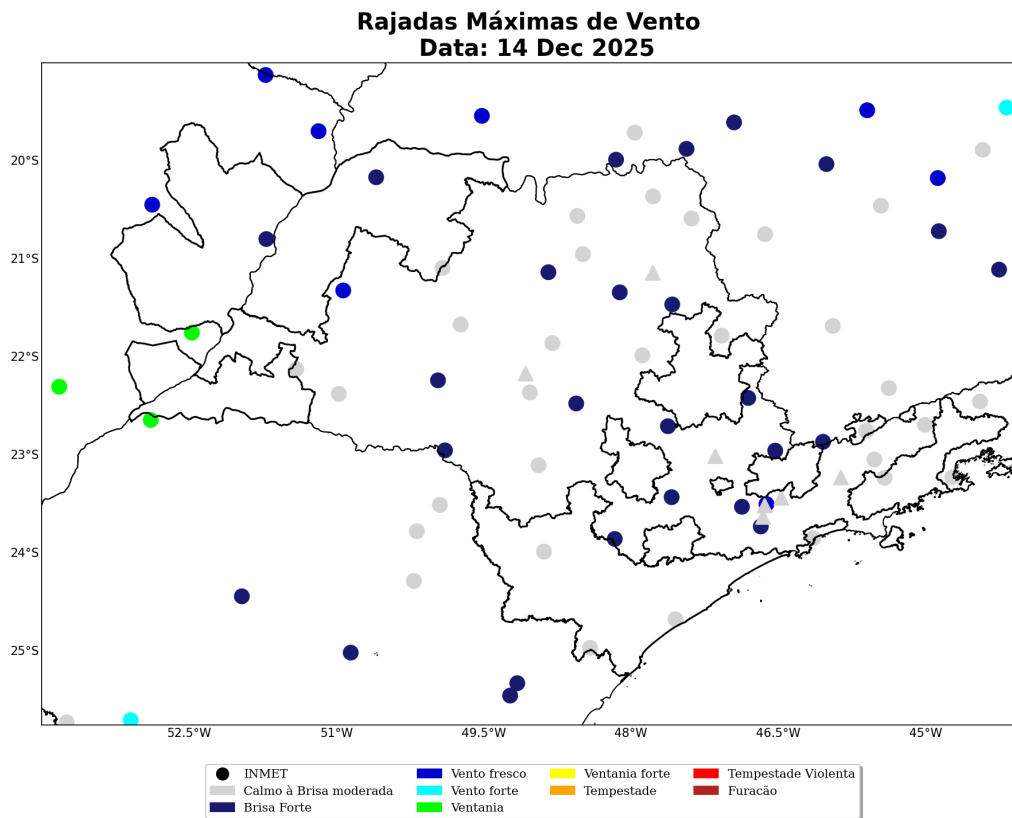 Rajadas Máximas de Vento
Data: 14 Dec 2025
20°S
21°S
22°S
23°S
24°S
25°S
52.5°W
51°W
49.5°W
48°W
46.5°W
45°W
INMET
Calmo à Brisa moderada
Brisa Forte
Vento fresco
Vento forte
Ventania
Ventania forte
Tempestade
Tempestade Violenta
Furacão